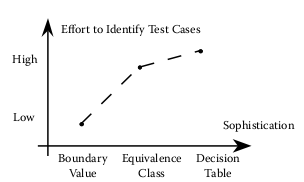 Effort to Identify Test Cases
High
Low
Sophistication
Boundary
Value
Equivalence
Class
Decision
Table